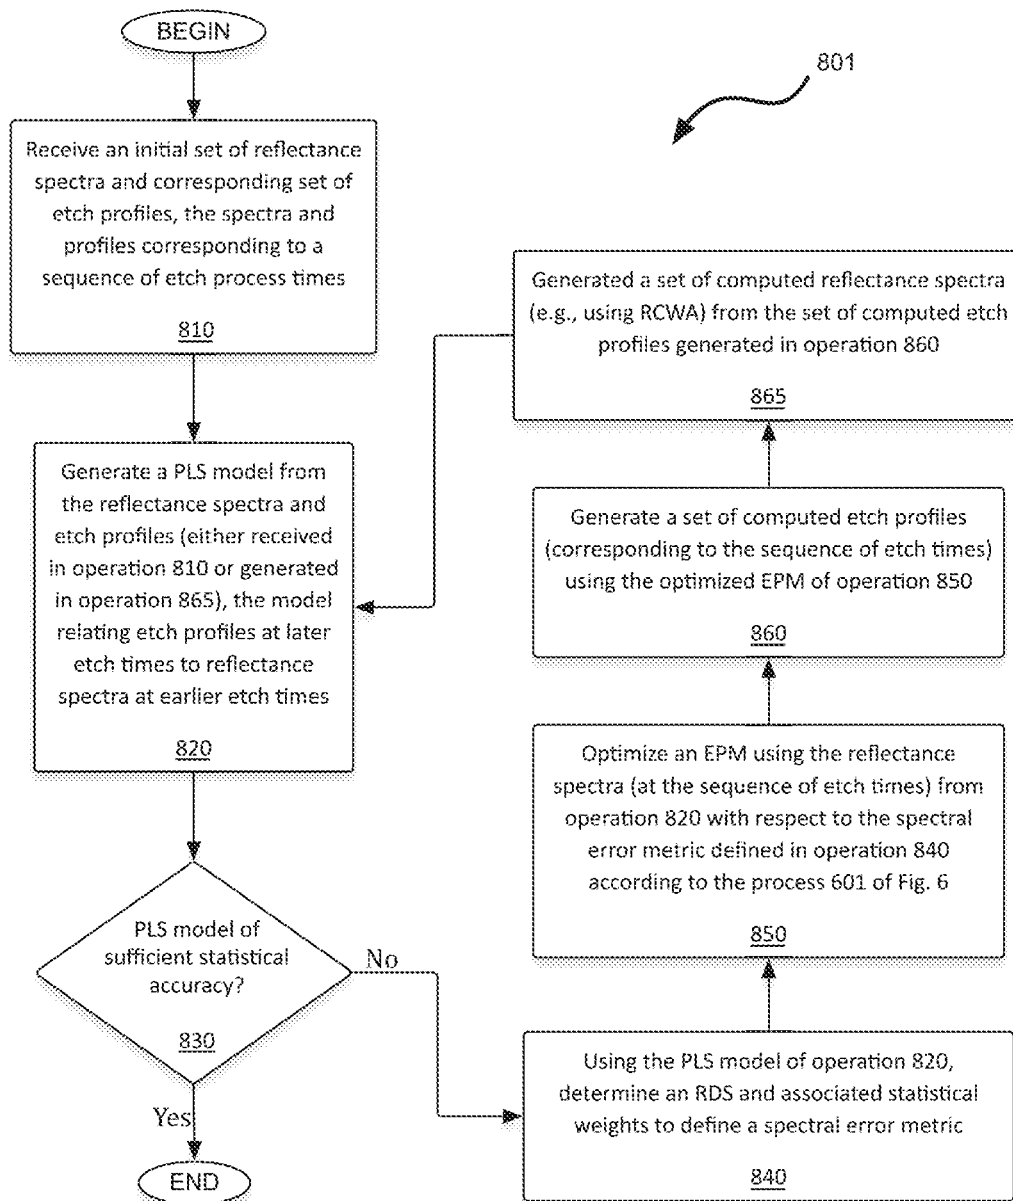 BEGIN
801
Receive an initial set of reflectance
spectra and corresponding set of
etch profiles, the spectra and
profiles corresponding to a
sequence of etch process times
810
Generate a PLS model from
the reflectance spectra and
etch profiles (either received
in operation 810 or generated
in operation 865), the model
relating etch profiles at later
etch times to reflectance
spectra at earlier etch times
820
PLS model of
sufficient statistical
accuracy?
830
No
Yes
END
Using the PLS model of operation 820,
determine an RDS and associated statistical
weights to define a spectral error metric
840
Optimize an EPM using the reflectance
spectra (at the sequence of etch times) from
operation 820 with respect to the spectral
error metric defined in operation 840
according to the process 601 of Fig. 6
850
Generate a set of computed etch profiles
(corresponding to the sequence of etch times)
using the optimized EPM of operation 850
860
Generated a set of computed reflectance spectra
(e.g., using RCWA) from the set of computed etch
profiles generated in operation 860
865